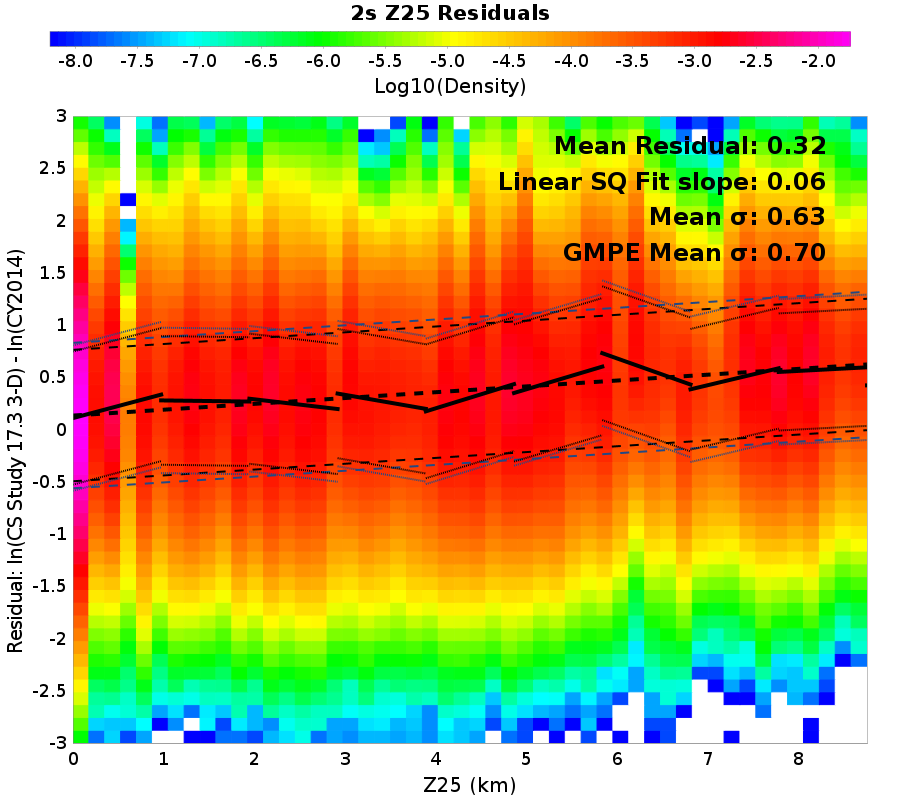 2s Z25 Residuals
-8.0 -7.5 -7.0 -6.5 -6.0 -5.5 -5.0 -4.5 -4.0 -3.5 -3.0 -2.5 -2.0
Log10(Density)
Mean Residual: 0.32
Linear SQ Fit slope: 0.06
Mean σ: 0.63
GMPE Mean σ: 0.70
Residual: ln(CS Study 17.3 3-D) - ln(CY2014)
3
2.5
2
1.5
1
0.5
0
-0.5
-1
-1.5
-2
-2.5
-3
0 1 2 3 4 5 6 7 8
Z25 (km)